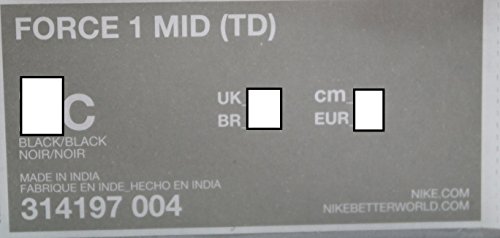 FORCE 1 MID (TD)
C
UK
BR
cm
EUR
BLACK/BLACK
NOIR/NOIR
MADE IN INDIA
FABRIQUE EN INDE_HECHO EN INDIA
314197 004
NIKE.COM
NIKEBETTERWORLD.COM